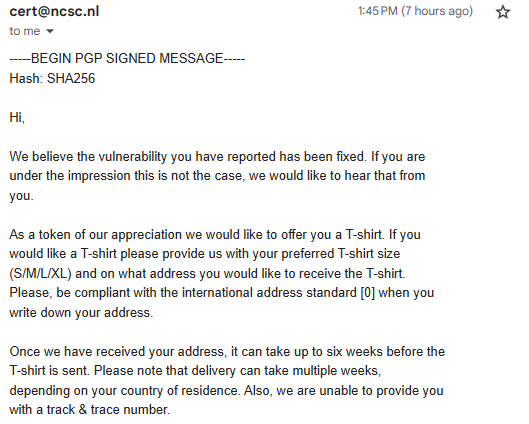 cert@ncsc.nl 1:45 PM (7 hours ago)
to me
-----BEGIN PGP SIGNED MESSAGE-----
Hash: SHA256
Hi,
We believe the vulnerability you have reported has been fixed. If you are
under the impression this is not the case, we would like to hear that from
you.
As a token of our appreciation we would like to offer you a T-shirt. If you
would like a T-shirt please provide us with your preferred T-shirt size
(S/M/L/XL) and on what address you would like to receive the T-shirt.
Please, be compliant with the international address standard [0] when you
write down your address.
Once we have received your address, it can take up to six weeks before the
T-shirt is sent. Please note that delivery can take multiple weeks,
depending on your country of residence. Also, we are unable to provide you
with a track & trace number.